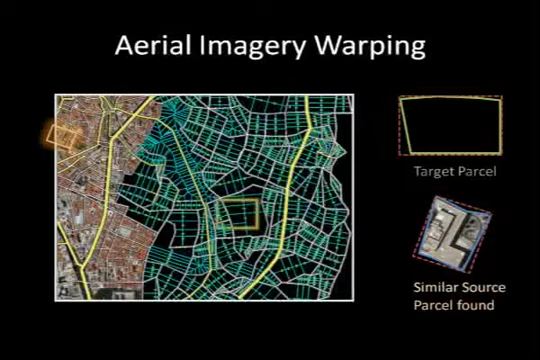 Aerial Imagery Warping
Target Parcel
Similar Source
Parcel found